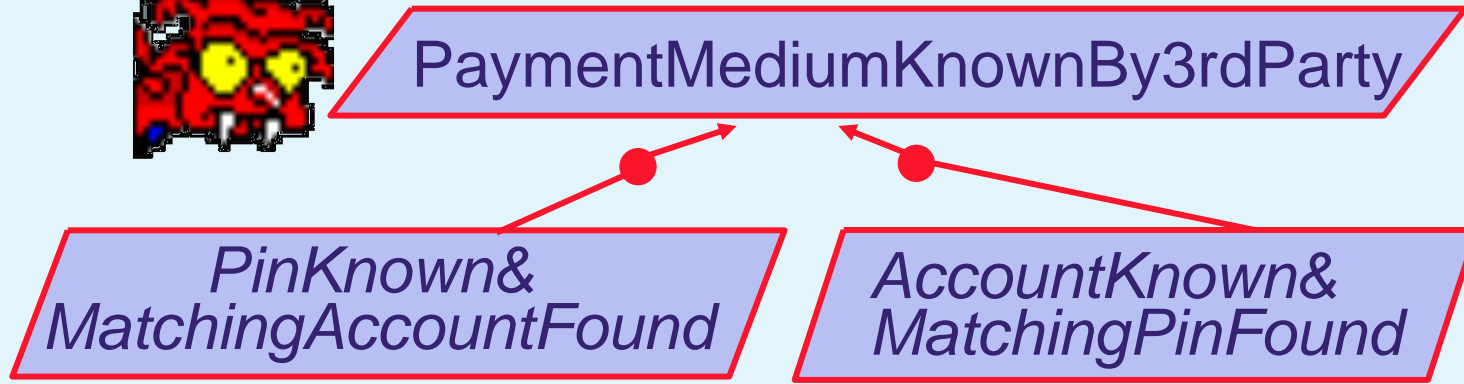 PaymentMediumKnownBy3rdParty
PinKnown&
MatchingAccountFound
AccountKnown&
MatchingPinFound